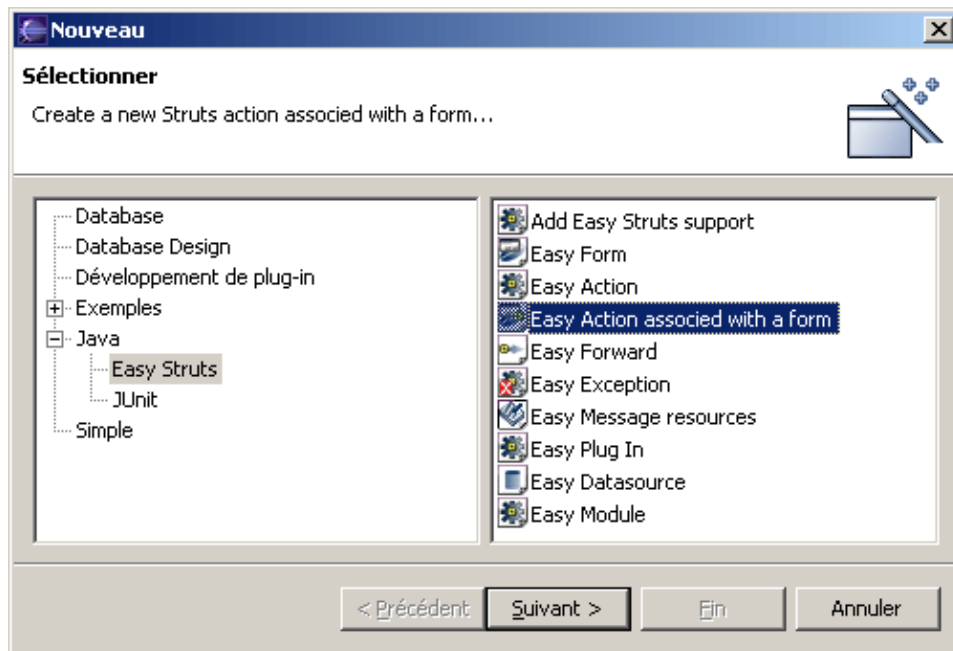 Nouveau
Sélectionner
Create a new Struts action associed with a form...
Database
Database Design
Développement de plug-in
Exemples
Java
Easy Struts
JUnit
Simple
Add Easy Struts support
Easy Form
Easy Action
Easy Action associed with a form
Easy Forward
Easy Exception
Easy Message resources
Easy Plug In
Easy Datasource
Easy Module
< Précédent
Suivant >
Fin
Annuler